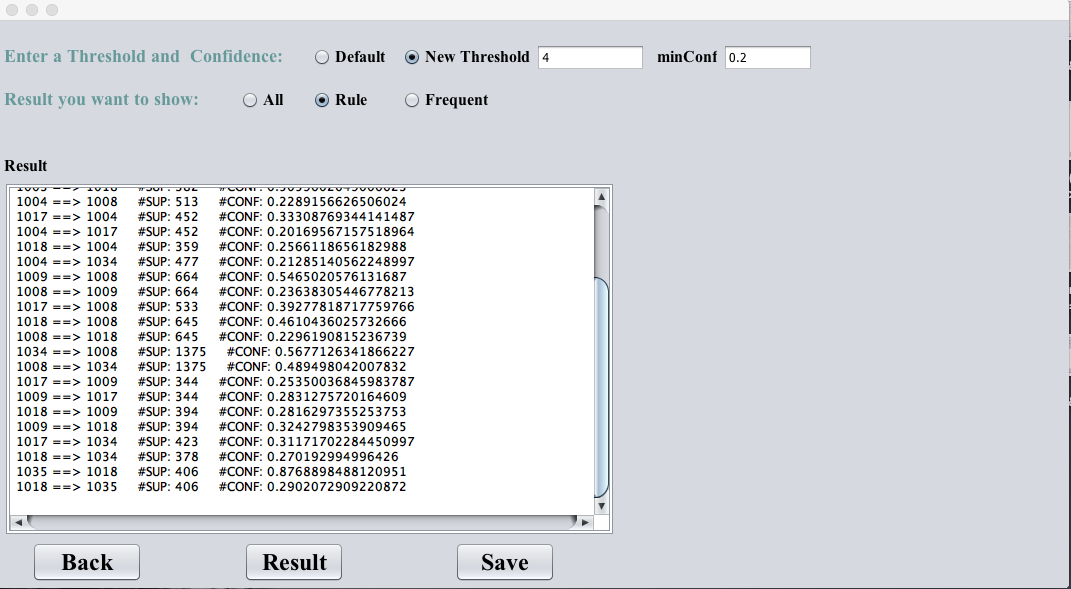 Enter a Threshold and  Confidence: Default New Threshold 4 minConf 0.2
Result you want to show: All Rule Frequent
Result
1004 ==> 1008 #SUP: 513 #CONF: 0.2289156626506024
1017 ==> 1004 #SUP: 452 #CONF: 0.33308769344141487
1004 ==> 1017 #SUP: 452 #CONF: 0.20169567157518964
1018 ==> 1004 #SUP: 359 #CONF: 0.2566118656182988
1004 ==> 1034 #SUP: 477 #CONF: 0.21285140562248997
1009 ==> 1008 #SUP: 664 #CONF: 0.5465020576131687
1008 ==> 1009 #SUP: 664 #CONF: 0.23638305446778213
1017 ==> 1008 #SUP: 533 #CONF: 0.39277818717759766
1018 ==> 1008 #SUP: 645 #CONF: 0.4610436025732666
1008 ==> 1018 #SUP: 645 #CONF: 0.2296190815236739
1034 ==> 1008 #SUP: 1375 #CONF: 0.5677126341866227
1008 ==> 1034 #SUP: 1375 #CONF: 0.489498042007832
1017 ==> 1009 #SUP: 344 #CONF: 0.25350036845983787
1009 ==> 1017 #SUP: 344 #CONF: 0.2831275720164609
1018 ==> 1009 #SUP: 394 #CONF: 0.2816297355253753
1009 ==> 1018 #SUP: 394 #CONF: 0.3242798353909465
1017 ==> 1034 #SUP: 423 #CONF: 0.31171702284450997
1018 ==> 1034 #SUP: 378 #CONF: 0.270192994996426
1035 ==> 1018 #SUP: 406 #CONF: 0.8768898488120951
1018 ==> 1035 #SUP: 406 #CONF: 0.2902072909220872
Back Result Save